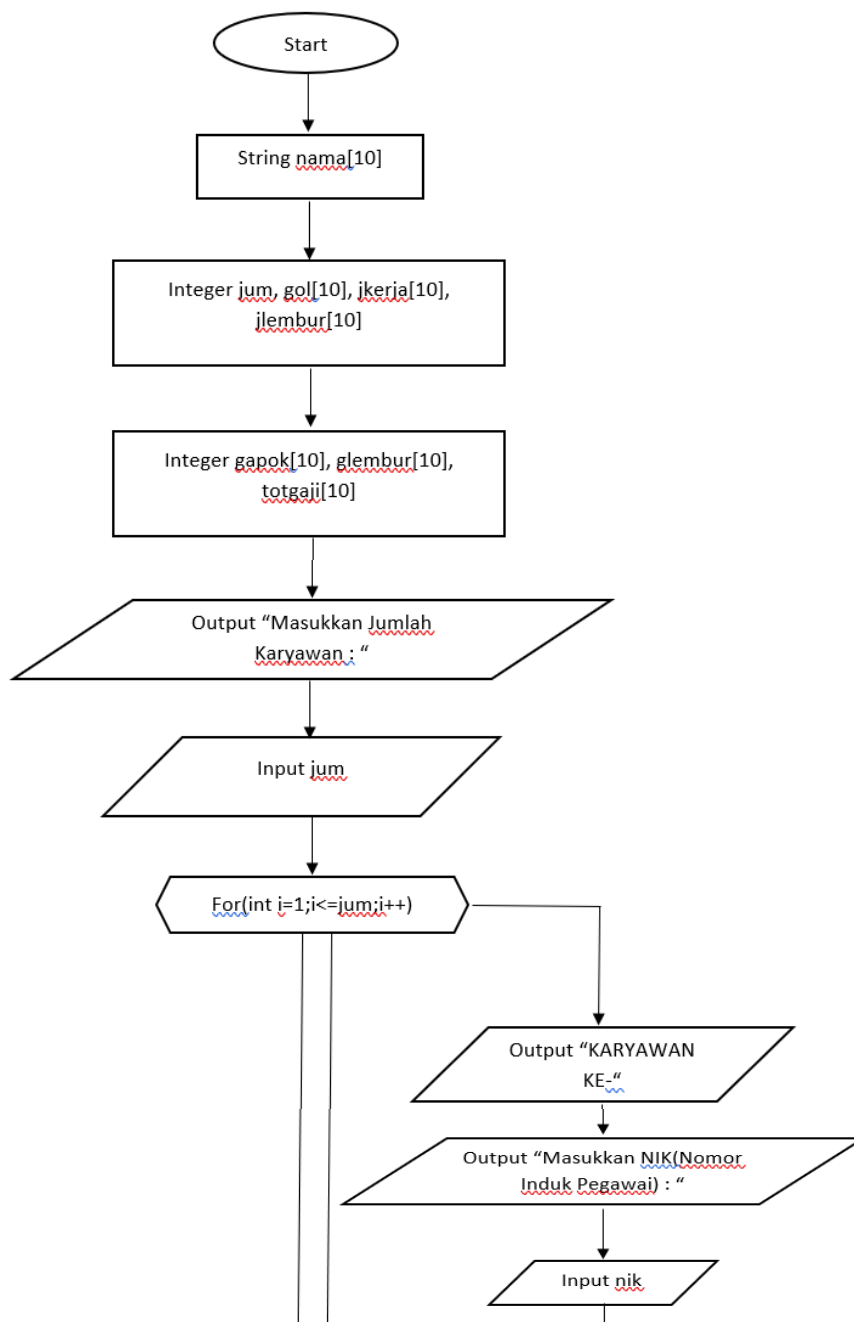 Start
String nama[10]
Integer jum, gol[10], jkerja[10],
jlembur[10]
Integer gapok[10], glembur[10],
totgaji[10]
Output “Masukkan Jumlah
Karyawan : “
Input jum
For(int i=1;i<=jum;i++)
Output “KARYAWAN
KE-“
Output “Masukkan NIK(Nomor
Induk Pegawai) : “
Input nik